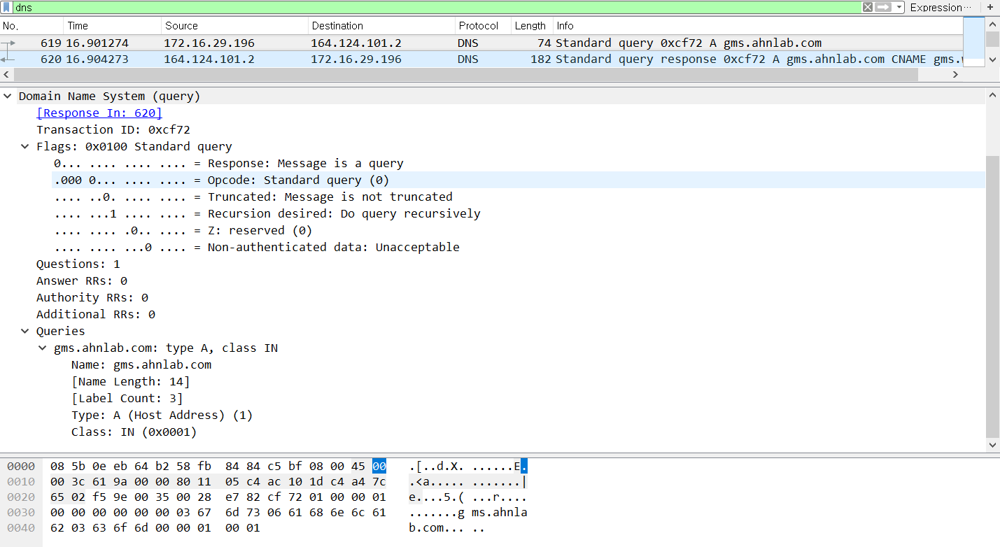 dns Expression… +
No. Time Source Destination Protocol Length Info
619 16.901274 172.16.29.196 164.124.101.2 DNS 74 Standard query 0xcf72 A gms.ahnlab.com
620 16.904273 164.124.101.2 172.16.29.196 DNS 182 Standard query response 0xcf72 A gms.ahnlab.com CNAME gms.
Domain Name System (query)
[Response In: 620]
Transaction ID: 0xcf72
Flags: 0x0100 Standard query
0... .... .... .... = Response: Message is a query
.000 0... .... .... = Opcode: Standard query (0)
.... ..0. .... .... = Truncated: Message is not truncated
.... ...1 .... .... = Recursion desired: Do query recursively
.... .... .0.. .... = Z: reserved (0)
.... .... ...0 .... = Non-authenticated data: Unacceptable
Questions: 1
Answer RRs: 0
Authority RRs: 0
Additional RRs: 0
Queries
gms.ahnlab.com: type A, class IN
Name: gms.ahnlab.com
[Name Length: 14]
[Label Count: 3]
Type: A (Host Address) (1)
Class: IN (0x0001)
0000 08 5b 0e eb 64 b2 58 fb 84 84 c5 bf 08 00 45 00 .[..d.X. ......E.
0010 00 3c 61 9a 00 00 80 11 05 c4 ac 10 1d c4 a4 7c .<a..... .......|
0020 65 02 f5 9e 00 35 00 28 e7 82 cf 72 01 00 00 01 e....5.( ...r....
0030 00 00 00 00 00 00 03 67 6d 73 06 61 68 6e 6c 61 .......g ms.ahnla
0040 62 03 63 6f 6d 00 00 01 00 01 b.com... ..